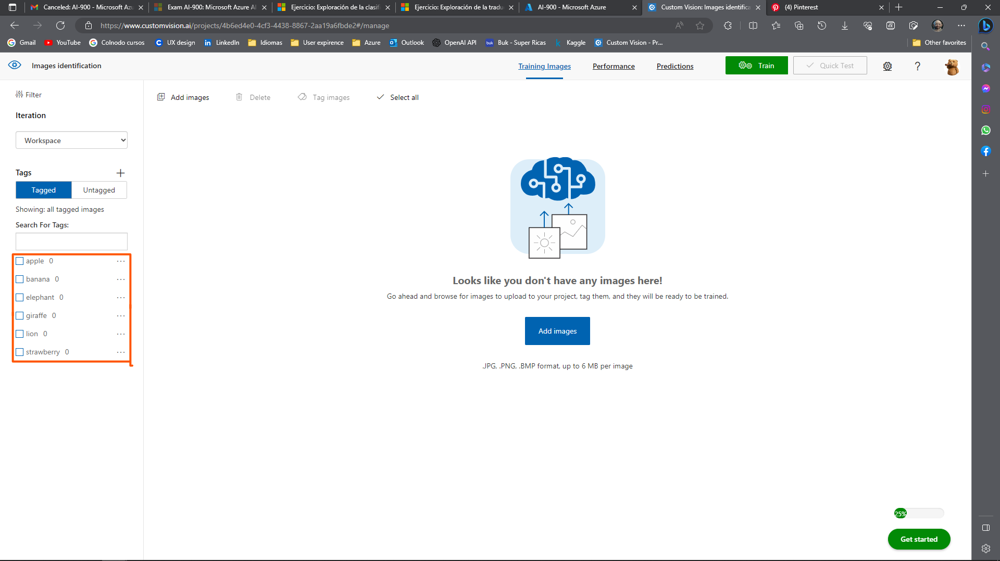 Canceled: AI-900 - Microsoft Azu
Exam AI-900: Microsoft Azure AI
Ejercicio: Exploración de la clasifi
Ejercicio: Exploración de la tradu
AI-900 - Microsoft Azure
Custom Vision: Images identifica
(4) Pinterest
https://www.customvision.ai/projects/4b6ed4e0-4cf3-4438-8867-2aa19a6fbde2#/manage
Gmail
YouTube
Colnodo cursos
UX design
LinkedIn
Idiomas
User expirence
Azure
Outlook
OpenAI API
buk
Buk - Super Ricas
Kaggle
Custom Vision - Pr...
Other favorites
Images identification
Training Images
Performance
Predictions
Train
Quick Test
?
Filter
Add images
Delete
Tag images
Select all
Iteration
Workspace
Tags
Tagged
Untagged
Showing: all tagged images
Search For Tags:
apple 0
banana 0
elephant 0
giraffe 0
lion 0
strawberry 0
Looks like you don't have any images here!
Go ahead and browse for images to upload to your project, tag them, and they will be ready to be trained.
Add images
.JPG, .PNG, .BMP format, up to 6 MB per image
25%
Get started